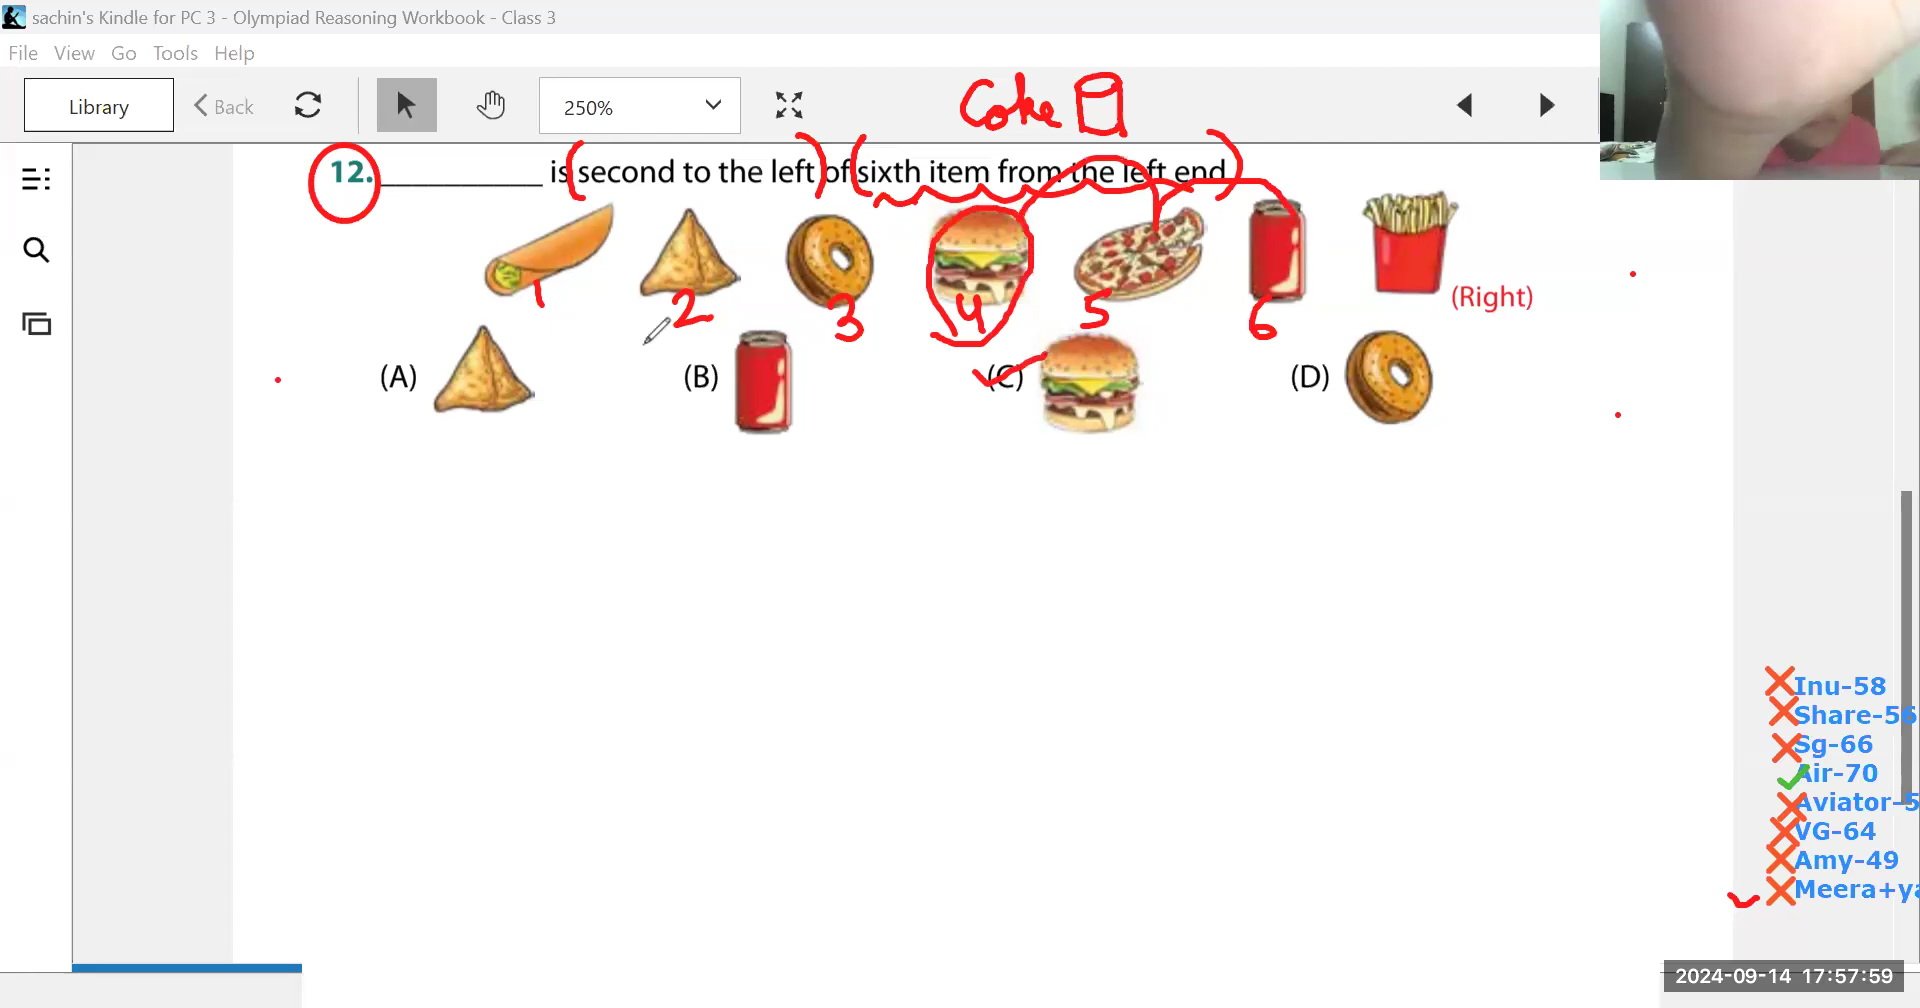 sachin's Kindle for PC 3 - Olympiad Reasoning Workbook - Class 3
File View Go Tools Help
Library Back 250% Coke
12. __________ is second to the left of sixth item from the left end
1 2 3 4 5 6 (Right)
(A) (B) (C) (D)
Inu-58
Share-56
Sg-66
Air-70
Aviator-5
VG-64
Amy-49
Meera+ya
2024-09-14 17:57:59